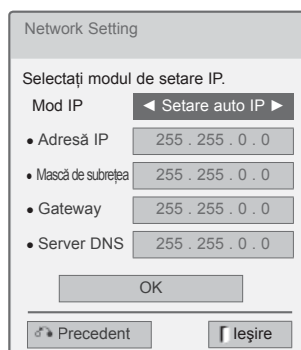 Network Setting
Selectați modul de setare IP.
Mod IP ◄ Setare auto IP ►
• Adresă IP 255 . 255 . 0 . 0
• Mască de subrețea 255 . 255 . 0 . 0
• Gateway 255 . 255 . 0 . 0
• Server DNS 255 . 255 . 0 . 0
OK
Precedent Ieşire